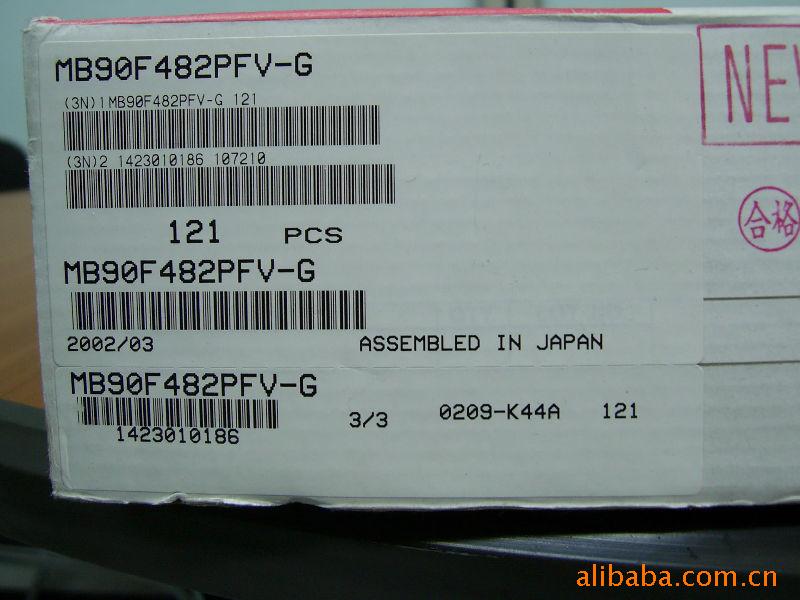 MB90F482PFV-G
(3N)1MB90F482PFV-G 121
(3N)2 1423010186 107210
121 PCS
MB90F482PFV-G
2002/03 ASSEMBLED IN JAPAN
MB90F482PFV-G
1423010186
3/3 0209-K44A 121
合格
alibaba.com.cn